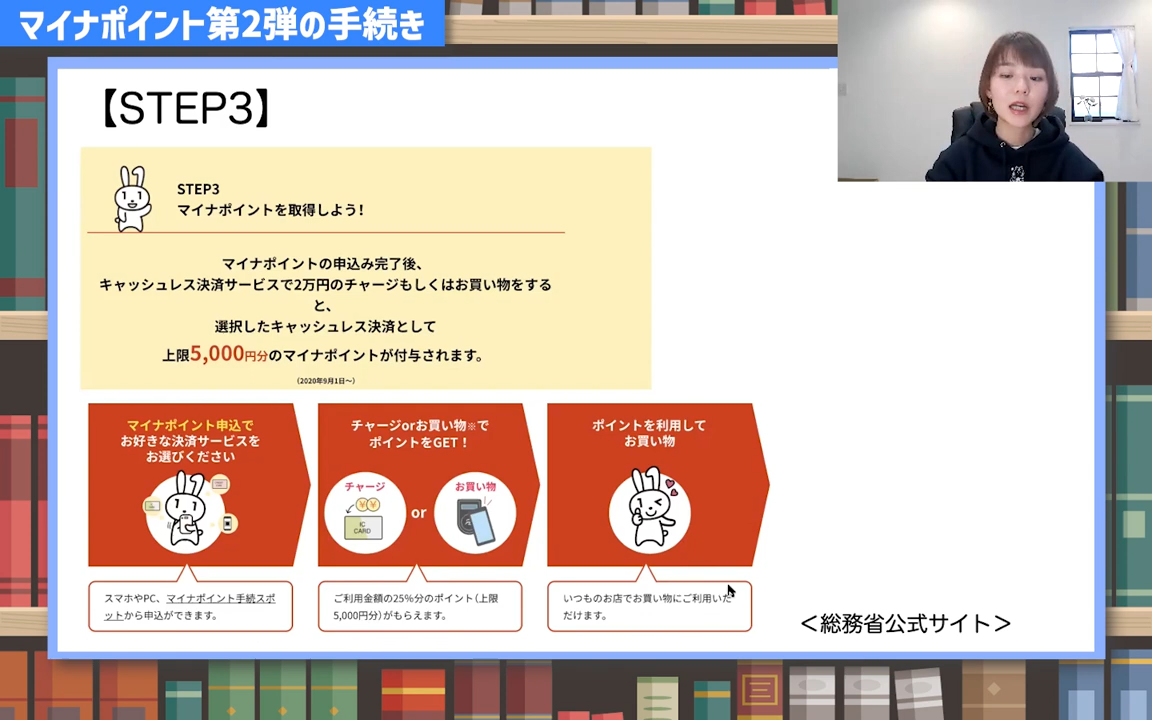 マイナポイント第2弾の手続き
【STEP3】
STEP3
マイナポイントを取得しよう!
マイナポイントの申込み完了後、
キャッシュレス決済サービスで2万円のチャージもしくはお買い物をする
と、
選択したキャッシュレス決済として
上限5,000円分のマイナポイントが付与されます。
(2020年9月1日~)
マイナポイント申込で
お好きな決済サービスを
お選びください
チャージorお買い物※で
ポイントをGET!
チャージ
お買い物
IC
CARD
or
ポイントを利用して
お買い物
スマホやPC、マイナポイント手続スポ
ットから申込ができます。
ご利用金額の25%分のポイント(上限
5,000円分)がもらえます。
いつものお店でお買い物にご利用いた
だけます。
<総務省公式サイト>